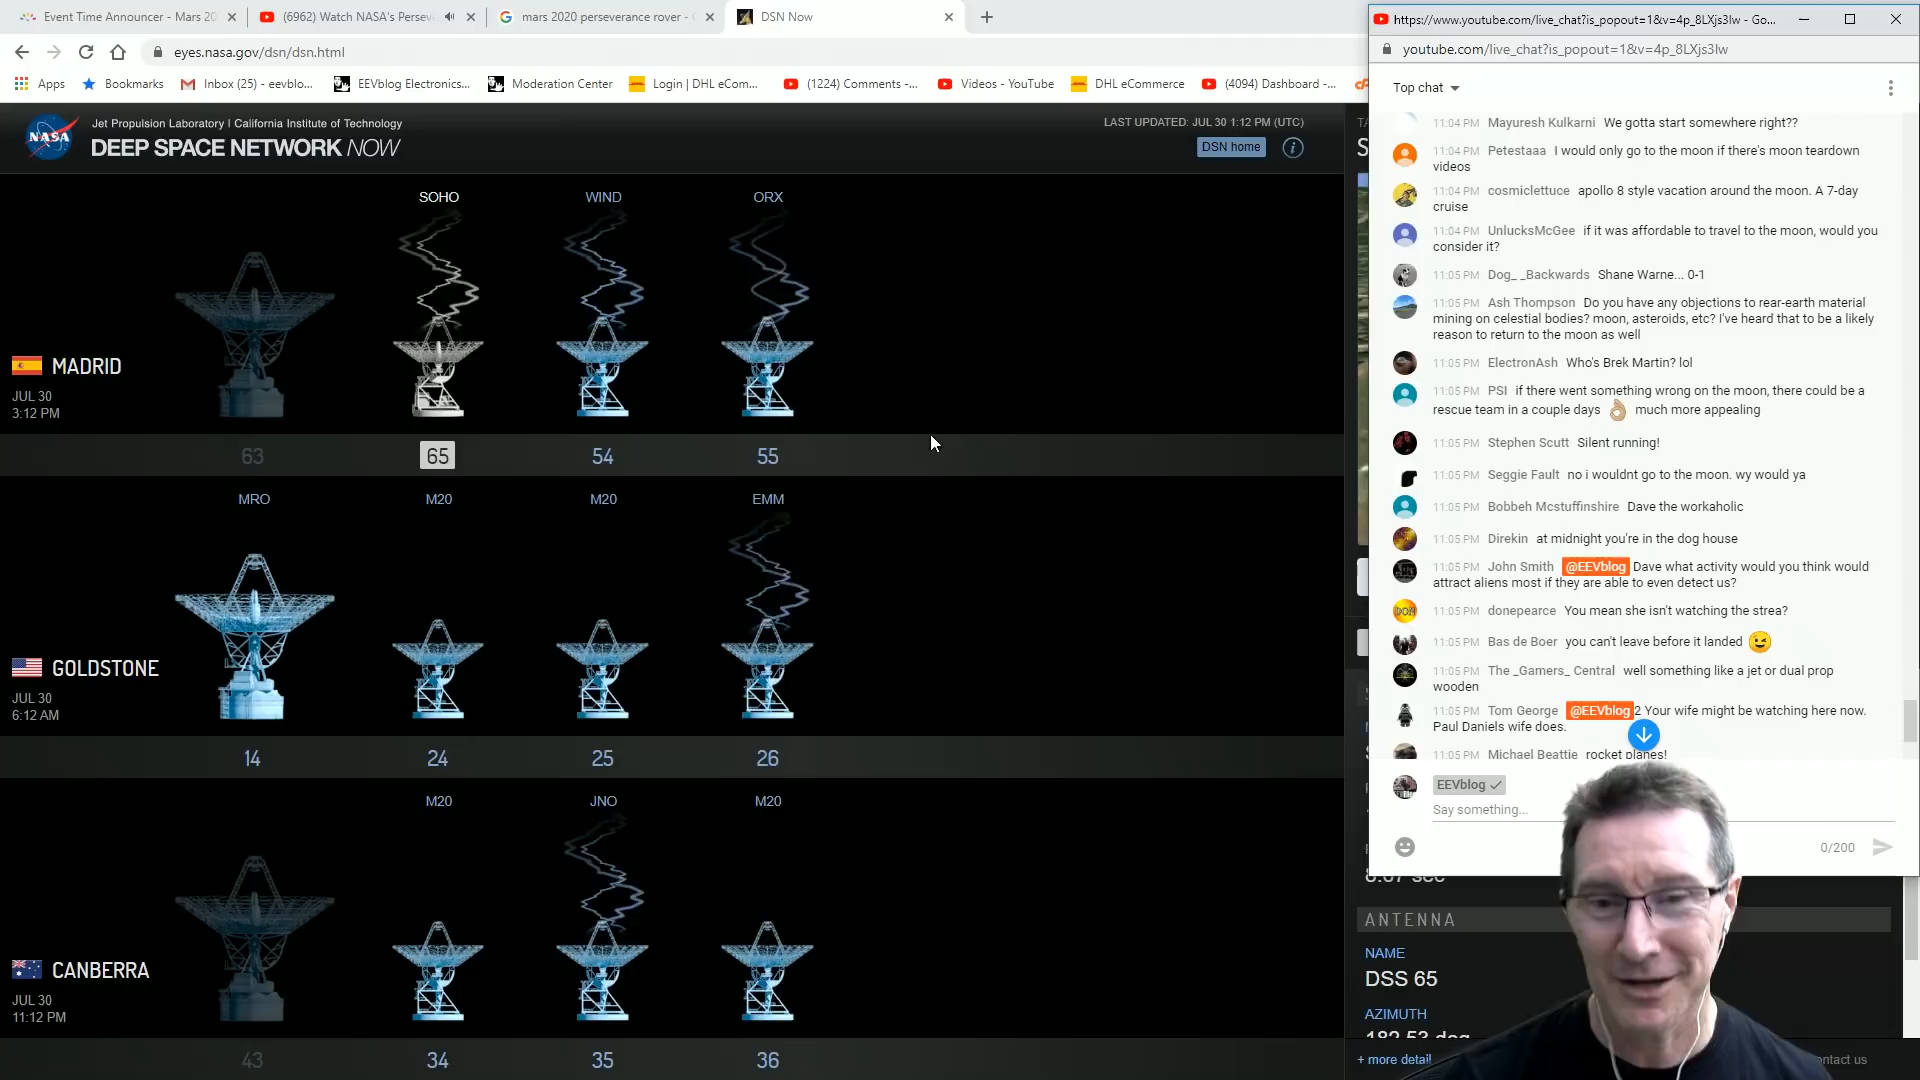 Event Time Announcer - Mars 20
(6962) Watch NASA's Perseve
mars 2020 perseverance rover -
DSN Now
eyes.nasa.gov/dsn/dsn.html
Apps
Bookmarks
Inbox (25) - eevblo...
EEVblog Electronics...
Moderation Center
Login | DHL eCom...
(1224) Comments -...
Videos - YouTube
DHL eCommerce
(4094) Dashboard -...
NASA
Jet Propulsion Laboratory | California Institute of Technology
DEEP SPACE NETWORK NOW
LAST UPDATED: JUL 30 1:12 PM (UTC)
DSN home
SOHO WIND ORX
MADRID
JUL 30
3:12 PM
63 65 54 55
MRO M20 M20 EMM
GOLDSTONE
JUL 30
6:12 AM
14 24 25 26
M20 JNO M20
CANBERRA
JUL 30
11:12 PM
43 34 35 36
https://www.youtube.com/live_chat?is_popout=1&v=4p_8LXjs3Iw - Go...
youtube.com/live_chat?is_popout=1&v=4p_8LXjs3Iw
Top chat
11:04 PM Mayuresh Kulkarni We gotta start somewhere right??
11:04 PM Petestaaa I would only go to the moon if there's moon teardown
videos
11:04 PM cosmiclettuce apollo 8 style vacation around the moon. A 7-day
cruise
11:04 PM UnlucksMcGee if it was affordable to travel to the moon, would you
consider it?
11:05 PM Dog_ _Backwards Shane Warne... 0-1
11:05 PM Ash Thompson Do you have any objections to rear-earth material
mining on celestial bodies? moon, asteroids, etc? I've heard that to be a likely
reason to return to the moon as well
11:05 PM ElectronAsh Who's Brek Martin? lol
11:05 PM PSI if there went something wrong on the moon, there could be a
rescue team in a couple days 👌🏼 much more appealing
11:05 PM Stephen Scutt Silent running!
11:05 PM Seggie Fault no i wouldnt go to the moon. wy would ya
11:05 PM Bobbeh Mcstuffinshire Dave the workaholic
11:05 PM Direkin at midnight you're in the dog house
11:05 PM John Smith @EEVblog Dave what activity would you think would
attract aliens most if they are able to even detect us?
11:05 PM donepearce You mean she isn't watching the strea?
11:05 PM Bas de Boer you can't leave before it landed 😉
11:05 PM The _Gamers_ Central well something like a jet or dual prop
wooden
11:05 PM Tom George @EEVblog 2 Your wife might be watching here now.
Paul Daniels wife does.
11:05 PM Michael Beattie rocket planes!
EEVblog
Say something...
0/200
ANTENNA
NAME
DSS 65
AZIMUTH
+ more detail